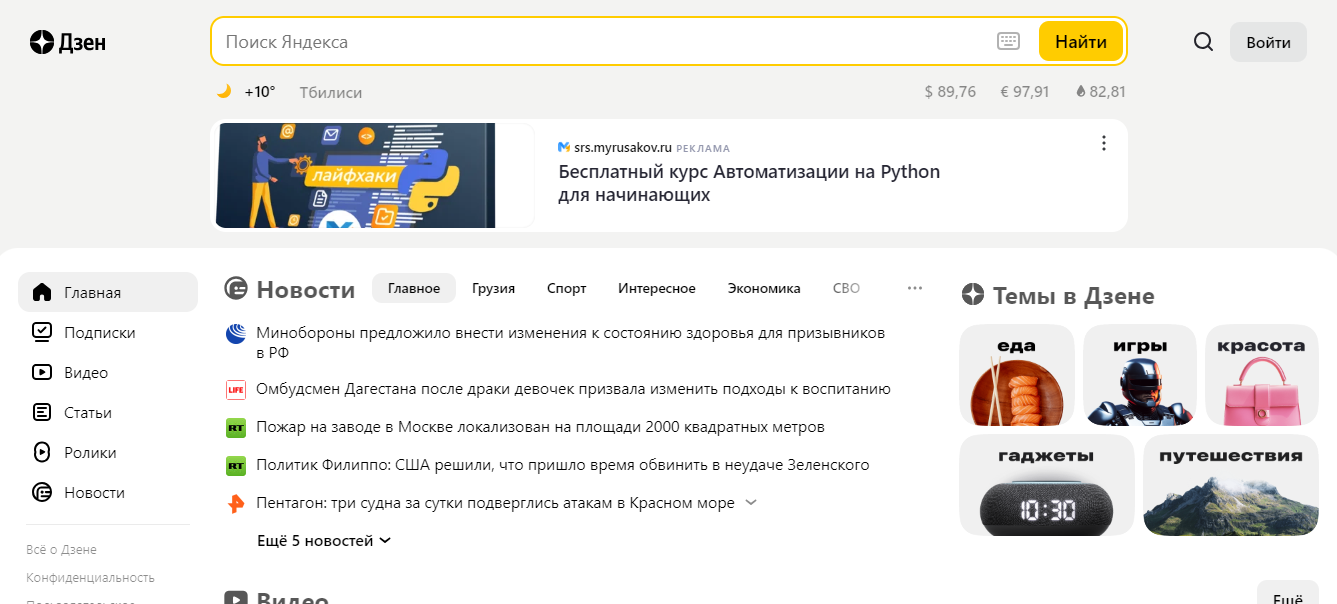 Дзен
Поиск Яндекса
Найти
Войти
+10°
Тбилиси
$ 89,76
€ 97,91
82,81
лайфхаки
srs.myrusakov.ru РЕКЛАМА
Бесплатный курс Автоматизации на Python
для начинающих
Главная
Подписки
Видео
Статьи
Ролики
Новости
Всё о Дзене
Конфиденциальность
Пользовательское
Новости
Главное
Грузия
Спорт
Интересное
Экономика
СВО
Минобороны предложило внести изменения к состоянию здоровья для призывников
в РФ
LIFE
Омбудсмен Дагестана после драки девочек призвала изменить подходы к воспитанию
RT
Пожар на заводе в Москве локализован на площади 2000 квадратных метров
RT
Политик Филиппо: США решили, что пришло время обвинить в неудаче Зеленского
Пентагон: три судна за сутки подверглись атакам в Красном море
Ещё 5 новостей
Видео
Темы в Дзене
еда
игры
красота
гаджеты
10:30
путешествия
Ещё